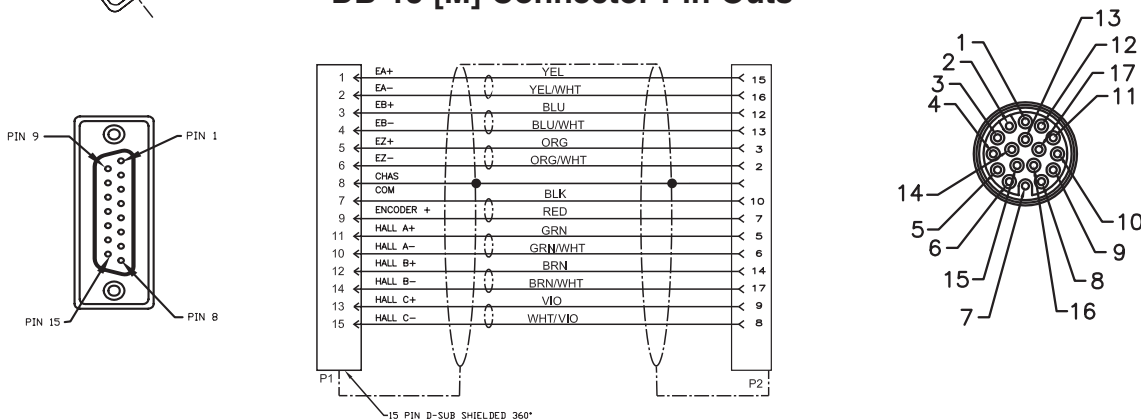 DB-15 [M] Connector Pin Outs
PIN 9
PIN 1
PIN 15
PIN 8
1 EA+ YEL 15
2 EA- YEL/WHT 16
3 EB+ BLU 12
4 EB- BLU/WHT 13
5 EZ+ ORG 3
6 EZ- ORG/WHT 2
8 CHAS
7 COM BLK 10
9 ENCODER + RED 7
11 HALL A+ GRN 5
10 HALL A- GRN/WHT 6
12 HALL B+ BRN 14
14 HALL B- BRN/WHT 17
13 HALL C+ VIO 9
15 HALL C- WHT/VIO 8
P1
P2
15 PIN D-SUB SHIELDED 360°
13
1
12
2
17
3
11
4
14
10
5
9
6
8
15
16
7